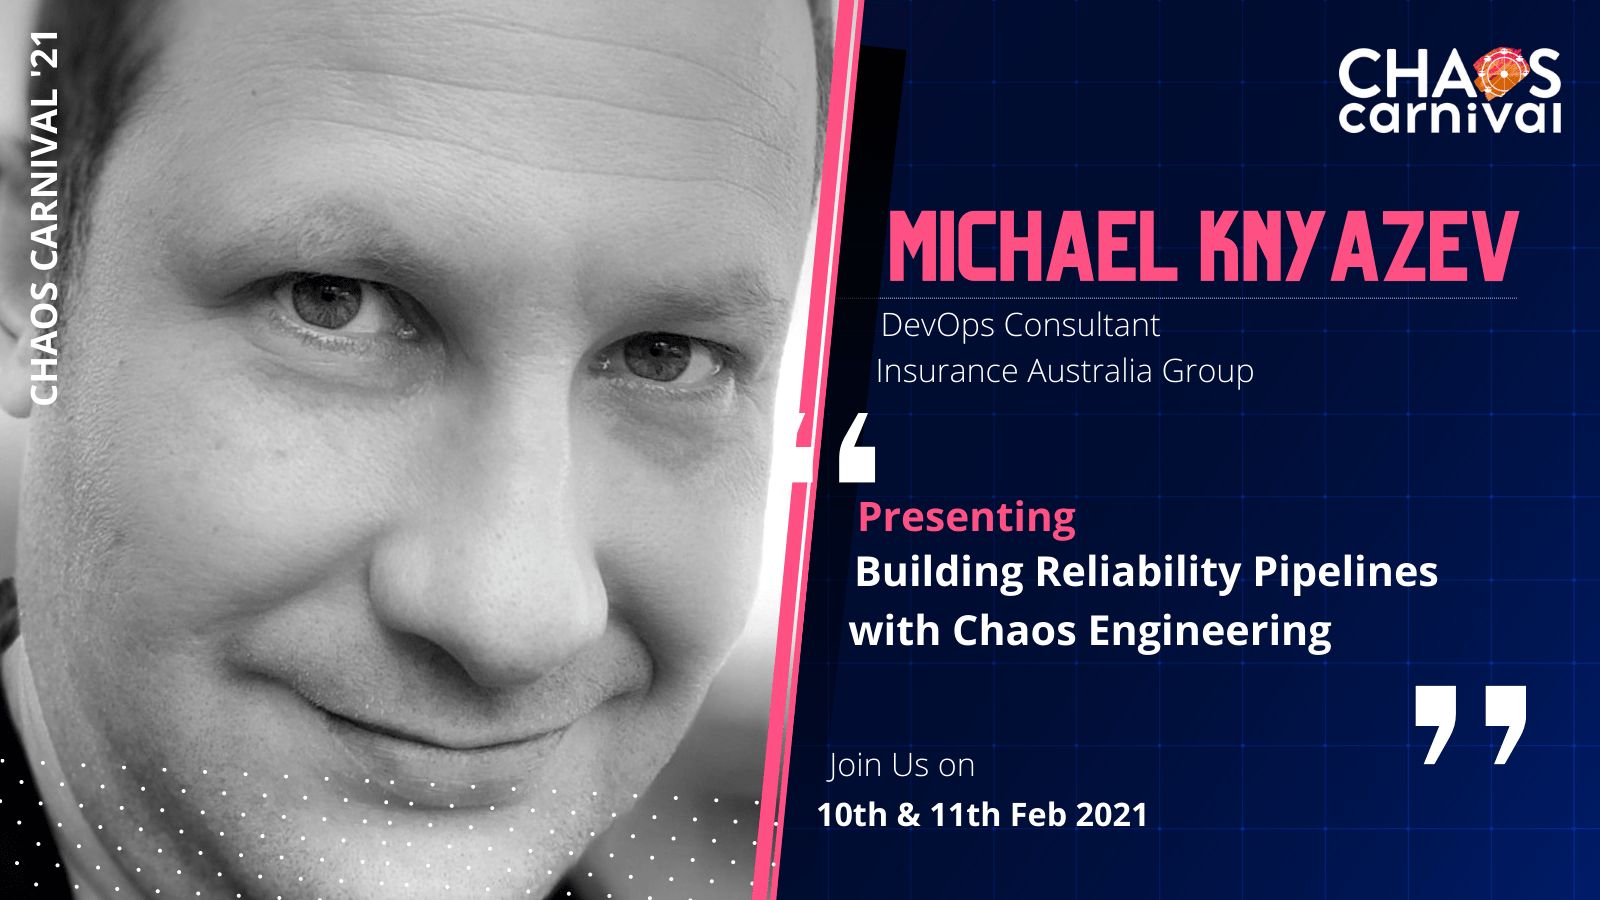 CHAOS CARNIVAL '21
CHAOS
carnival
MICHAEL KNYAZEV
DevOps Consultant
Insurance Australia Group
“
Presenting
Building Reliability Pipelines
with Chaos Engineering
”
Join Us on
10th & 11th Feb 2021